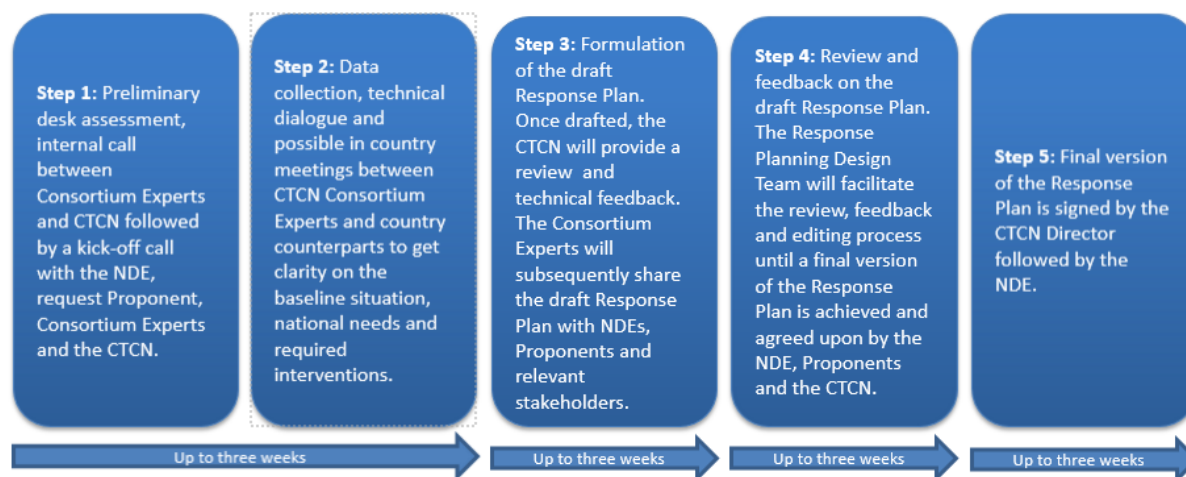 Step 1: Preliminary
desk assessment,
internal call
between
Consortium Experts
and CTCN followed
by a kick-off call
with the NDE,
request Proponent,
Consortium Experts
and the CTCN.
Step 2: Data
collection, technical
dialogue and
possible in country
meetings between
CTCN Consortium
Experts and country
counterparts to get
clarity on the
baseline situation,
national needs and
required
interventions.
Step 3: Formulation
of the draft
Response Plan.
Once drafted, the
CTCN will provide a
review and
technical feedback.
The Consortium
Experts will
subsequently share
the draft Response
Plan with NDEs,
Proponents and
relevant
stakeholders.
Step 4: Review and
feedback on the
draft Response Plan.
The Response
Planning Design
Team will facilitate
the review, feedback
and editing process
until a final version
of the Response
Plan is achieved and
agreed upon by the
NDE, Proponents
and the CTCN.
Step 5: Final version
of the Response
Plan is signed by the
CTCN Director
followed by the
NDE.
Up to three weeks
Up to three weeks
Up to three weeks
Up to three weeks